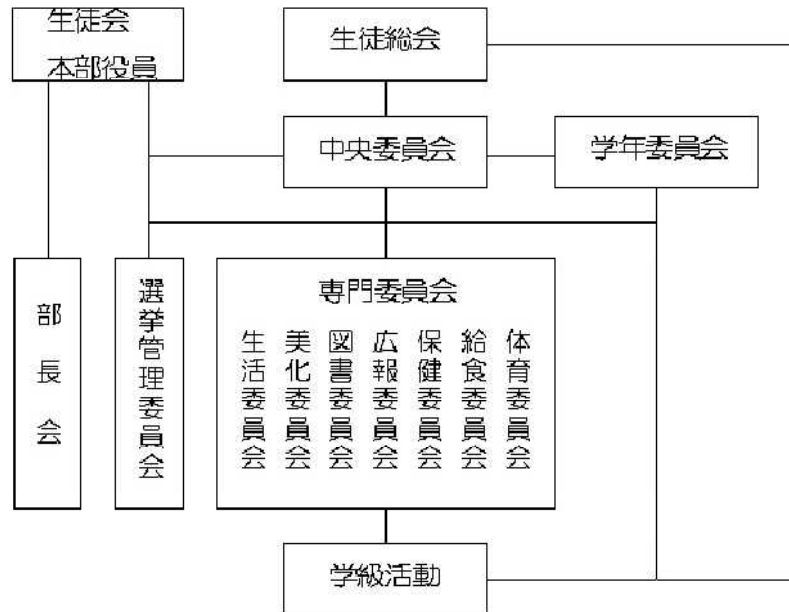 生徒会
本部役員
生徒総会
中央委員会
学年委員会
部長会
選挙管理委員会
専門委員会
生活委員会
美化委員会
図書委員会
広報委員会
保健委員会
給食委員会
体育委員会
学級活動